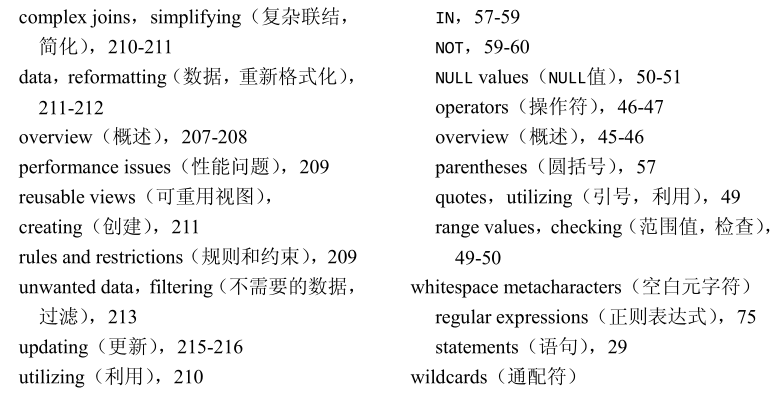 complex joins，simplifying（复杂联结，
简化），210-211
data，reformatting（数据，重新格式化），
211-212
overview（概述），207-208
performance issues（性能问题），209
reusable views（可重用视图），
creating（创建），211
rules and restrictions（规则和约束），209
unwanted data，filtering（不需要的数据，
过滤），213
updating（更新），215-216
utilizing（利用），210
IN，57-59
NOT，59-60
NULL values（NULL值），50-51
operators（操作符），46-47
overview（概述），45-46
parentheses（圆括号），57
quotes，utilizing（引号，利用），49
range values，checking（范围值，检查），
49-50
whitespace metacharacters（空白元字符）
regular expressions（正则表达式），75
statements（语句），29
wildcards（通配符）